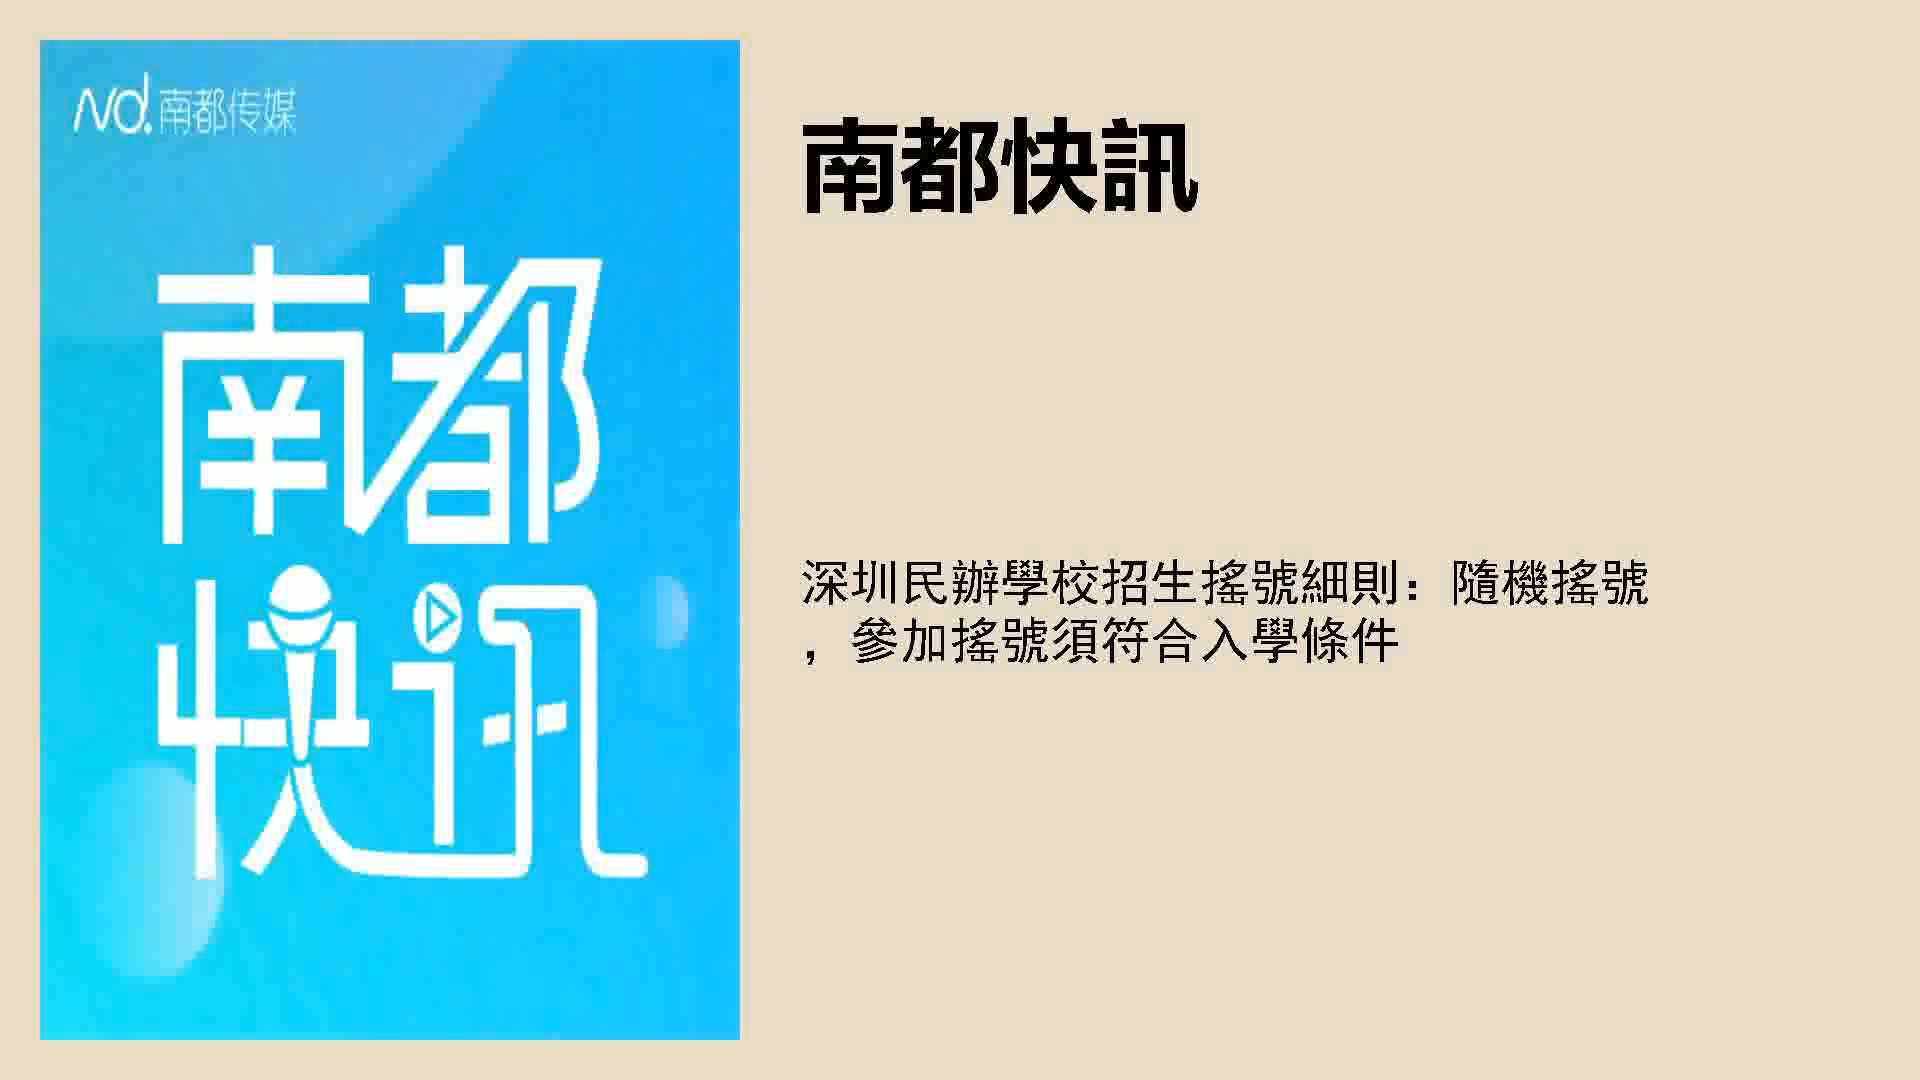 Nd.南都传媒
南都
快讯
南都快訊
深圳民辦學校招生搖號細則：隨機搖號
，參加搖號須符合入學條件